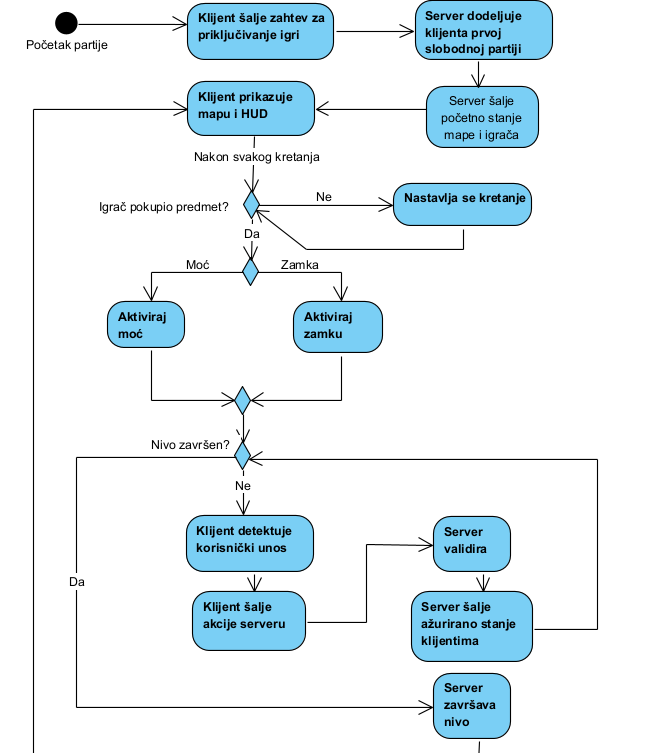 Klijent šalje zahtev za
priključivanje igri
Server dodeljuje
klijenta prvoj
slobodnoj partiji
Početak partije
Klijent prikazuje
mapu i HUD
Server šalje
početno stanje
mape i igrača
Nakon svakog kretanja
Igrač pokupio predmet?
Ne
Nastavlja se kretanje
Da
Moć
Zamka
Aktiviraj
moć
Aktiviraj
zamku
Nivo završen?
Ne
Klijent detektuje
korisnički unos
Server
validira
Da
Klijent šalje
akcije serveru
Server šalje
ažurirano stanje
klijentima
Server
završava
nivo